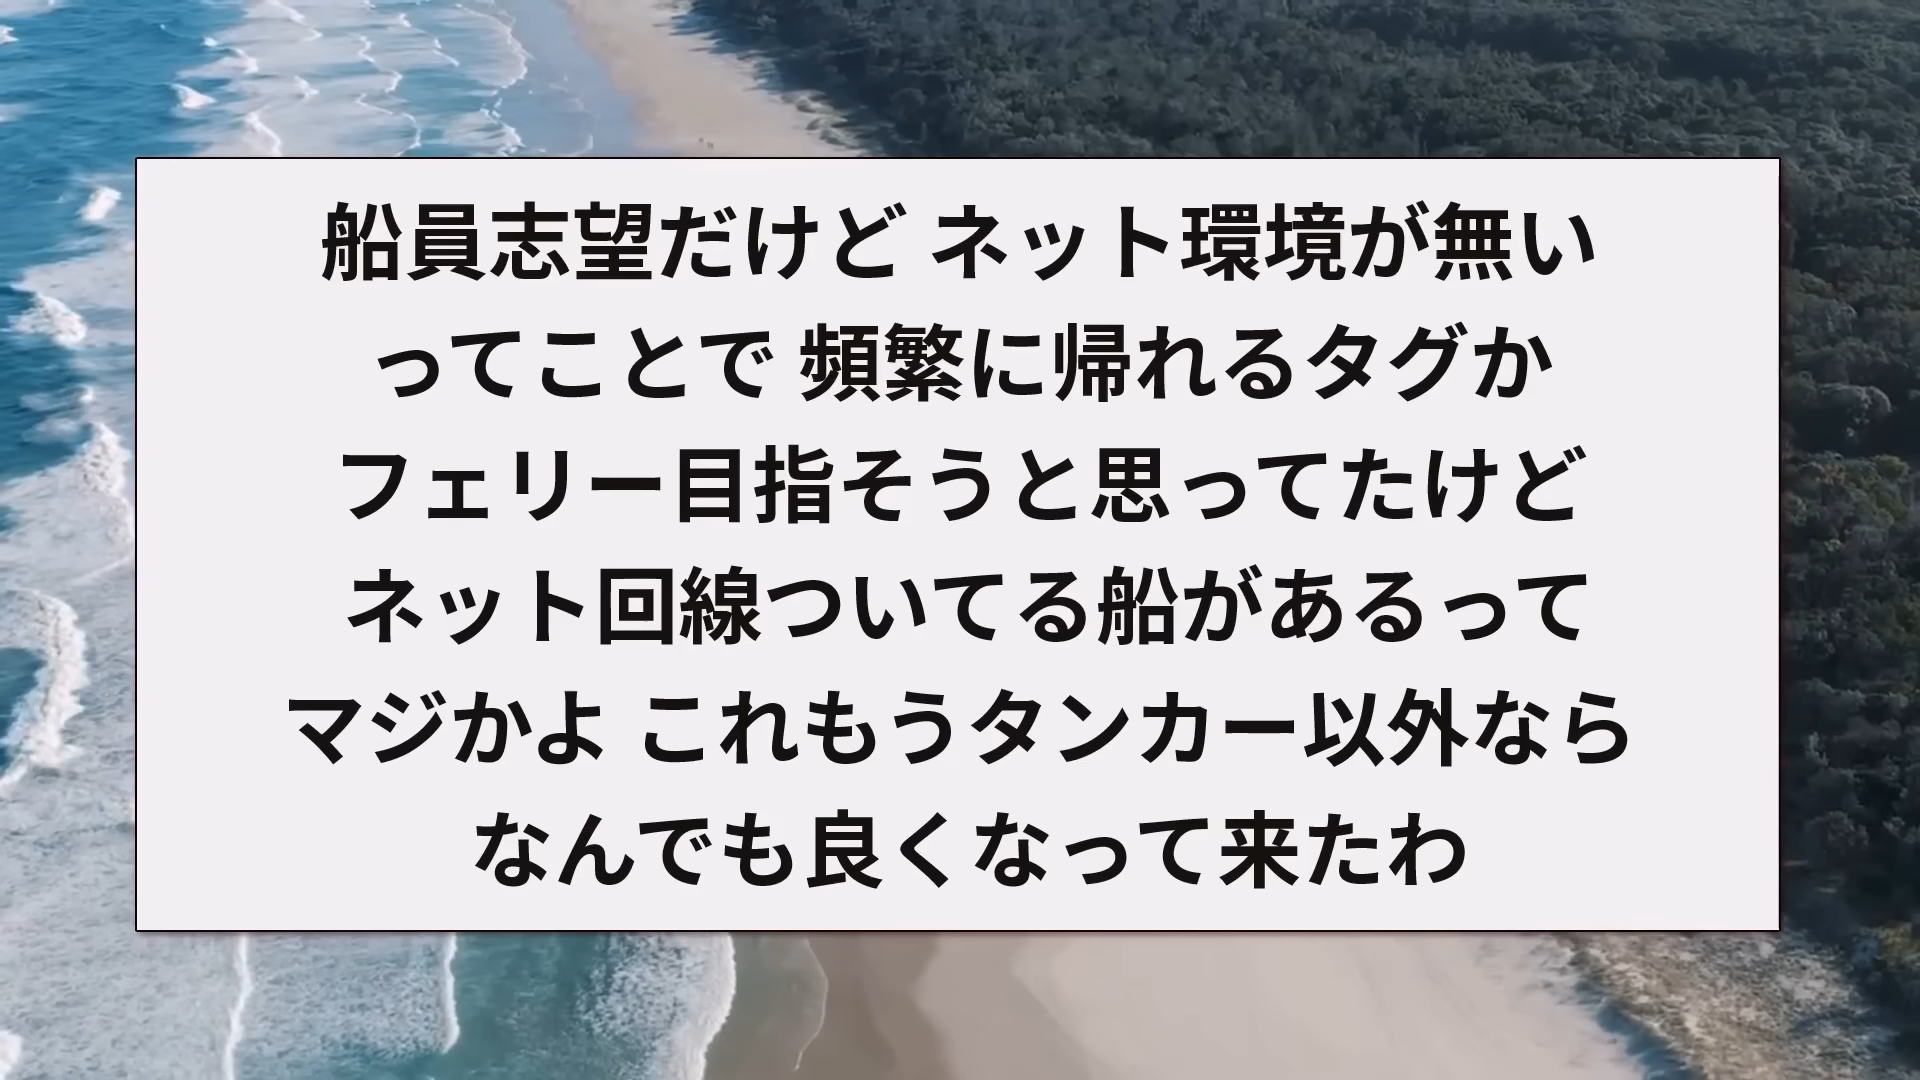 船員志望だけど ネット環境が無い
ってことで 頻繁に帰れるタグか
フェリー目指そうと思ってたけど
ネット回線ついてる船があるって
マジかよ これもうタンカー以外なら
なんでも良くなって来たわ